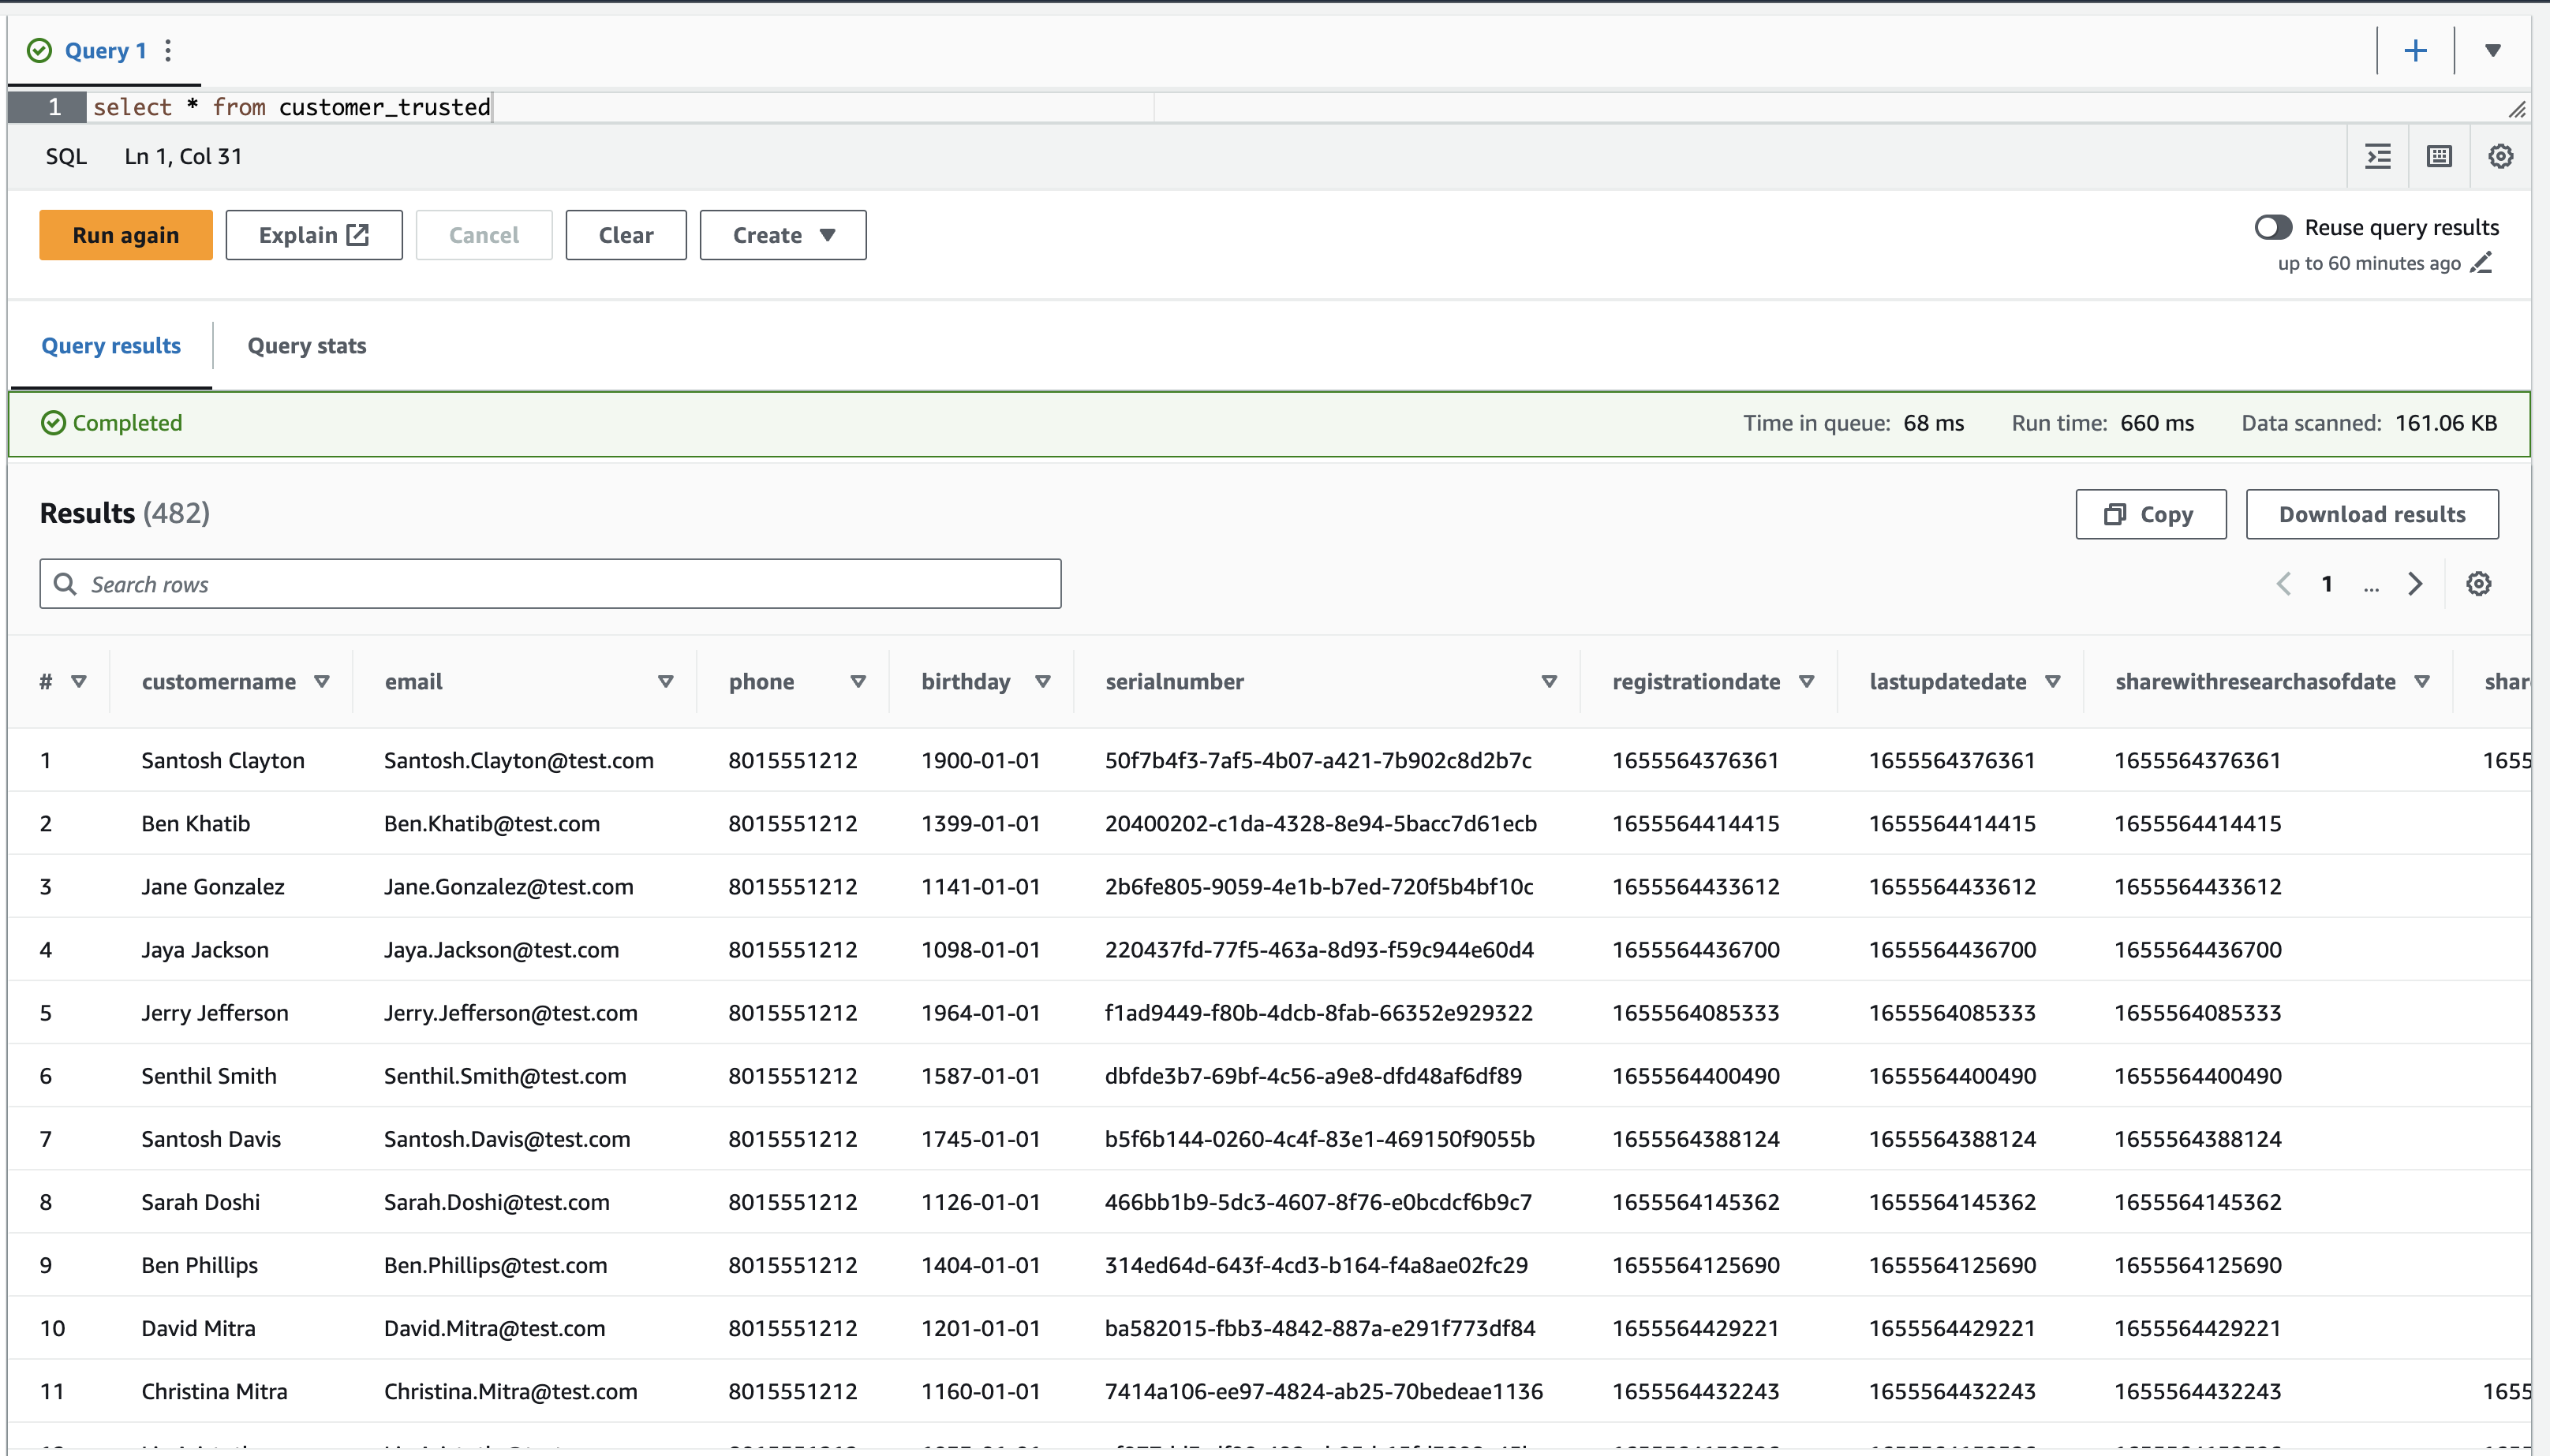 Query 1
1 select * from customer_trusted
SQL Ln 1, Col 31
Run again Explain Cancel Clear Create Reuse query results
up to 60 minutes ago
Query results Query stats
Completed Time in queue: 68 ms Run time: 660 ms Data scanned: 161.06 KB
Results (482) Copy Download results
Search rows 1 ...
# customername email phone birthday serialnumber registrationdate lastupdatedate sharewithresearchasofdate shar
1 Santosh Clayton Santosh.Clayton@test.com 8015551212 1900-01-01 50f7b4f3-7af5-4b07-a421-7b902c8d2b7c 1655564376361 1655564376361 1655564376361 1655
2 Ben Khatib Ben.Khatib@test.com 8015551212 1399-01-01 20400202-c1da-4328-8e94-5bacc7d61ecb 1655564414415 1655564414415 1655564414415
3 Jane Gonzalez Jane.Gonzalez@test.com 8015551212 1141-01-01 2b6fe805-9059-4e1b-b7ed-720f5b4bf10c 1655564433612 1655564433612 1655564433612
4 Jaya Jackson Jaya.Jackson@test.com 8015551212 1098-01-01 220437fd-77f5-463a-8d93-f59c944e60d4 1655564436700 1655564436700 1655564436700
5 Jerry Jefferson Jerry.Jefferson@test.com 8015551212 1964-01-01 f1ad9449-f80b-4dcb-8fab-66352e929322 1655564085333 1655564085333 1655564085333
6 Senthil Smith Senthil.Smith@test.com 8015551212 1587-01-01 dbfde3b7-69bf-4c56-a9e8-dfd48af6df89 1655564400490 1655564400490 1655564400490
7 Santosh Davis Santosh.Davis@test.com 8015551212 1745-01-01 b5f6b144-0260-4c4f-83e1-469150f9055b 1655564388124 1655564388124 1655564388124
8 Sarah Doshi Sarah.Doshi@test.com 8015551212 1126-01-01 466bb1b9-5dc3-4607-8f76-e0bcdcf6b9c7 1655564145362 1655564145362 1655564145362
9 Ben Phillips Ben.Phillips@test.com 8015551212 1404-01-01 314ed64d-643f-4cd3-b164-f4a8ae02fc29 1655564125690 1655564125690 1655564125690
10 David Mitra David.Mitra@test.com 8015551212 1201-01-01 ba582015-fbb3-4842-887a-e291f773df84 1655564429221 1655564429221 1655564429221
11 Christina Mitra Christina.Mitra@test.com 8015551212 1160-01-01 7414a106-ee97-4824-ab25-70bedeae1136 1655564432243 1655564432243 1655564432243 1655